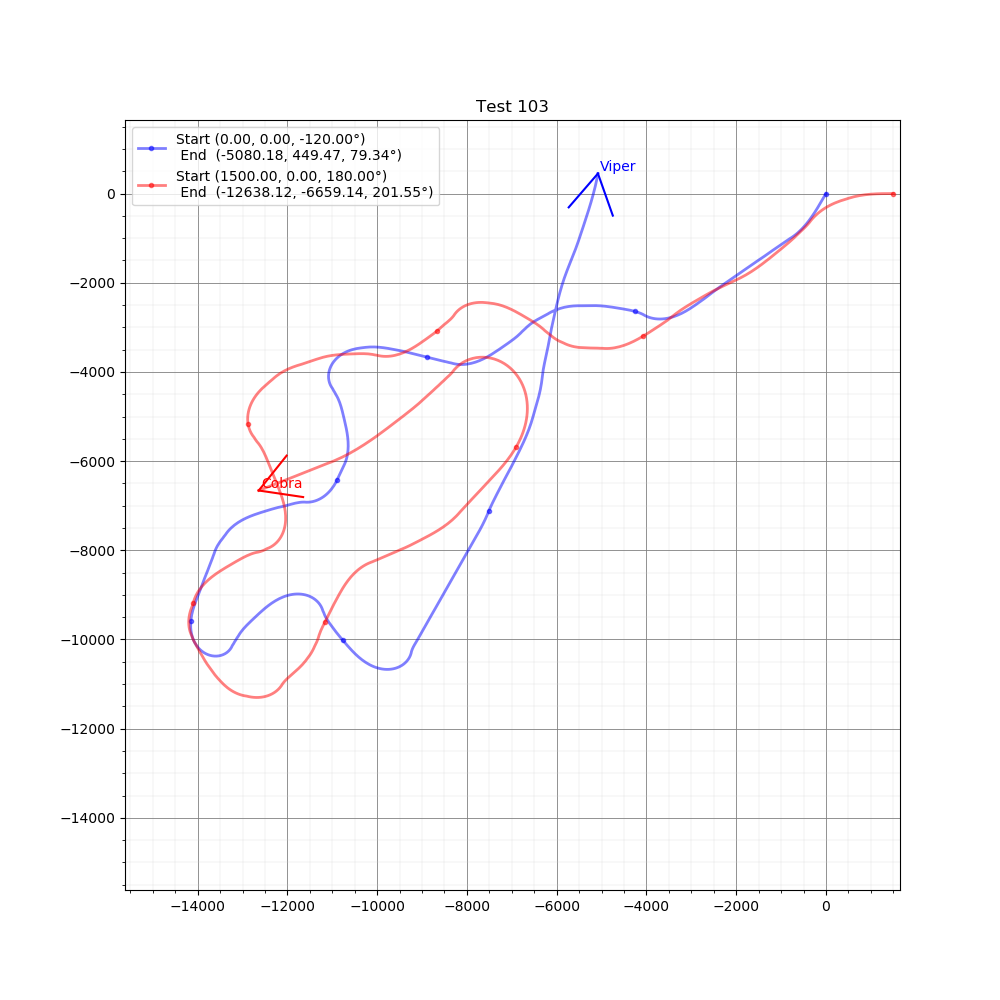 Test 103
Start (0.00, 0.00, -120.00°)
End (-5080.18, 449.47, 79.34°)
Start (1500.00, 0.00, 180.00°)
End (-12638.12, -6659.14, 201.55°)
Viper
Cobra
0
−2000
−4000
−6000
−8000
−10000
−12000
−14000
−14000 −12000 −10000 −8000 −6000 −4000 −2000 0